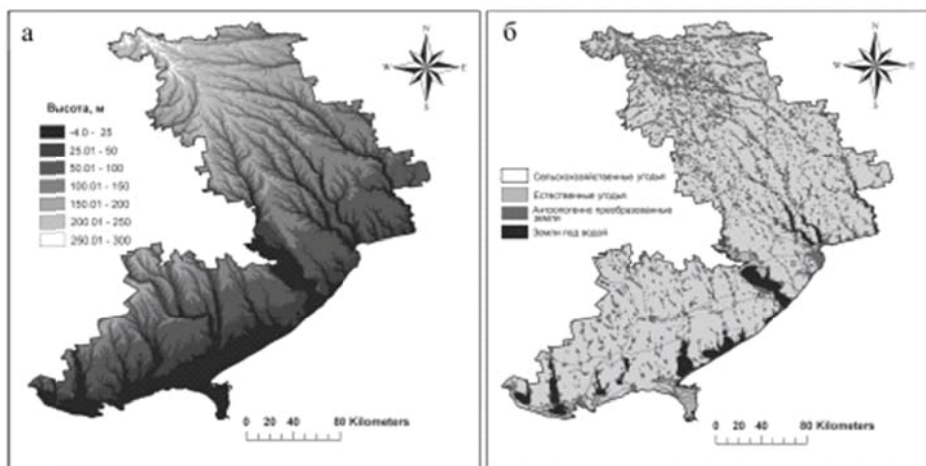 а
N
W
E
S
Высота, м
-4.0 - 25
25.01 - 50
50.01 - 100
100.01 - 150
150.01 - 200
200.01 - 250
250.01 - 300
0 20 40 80 Kilometers
б
N
W
E
S
Сельскохозяйственные угодья
Естественные угодья
Антропогенно преобразованные
земли
Земли под водой
0 20 40 80 Kilometers